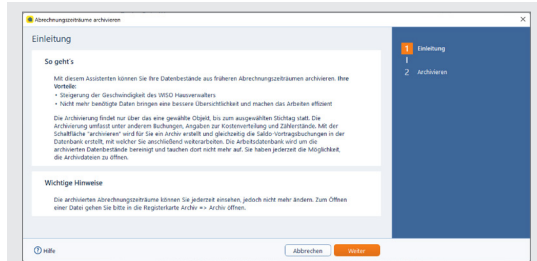 Abrechnungszeiträume archivieren
Einleitung
So geht's
Mit diesem Assistenten können Sie Ihre Datenbestände aus früheren Abrechnungszeiträumen archivieren. Ihre
Vorteile:
• Steigerung der Geschwindigkeit des WISO Hausverwalters
• Nicht mehr benötigte Daten bringen eine bessere Übersichtlichkeit und machen das Arbeiten effizient
Die Archivierung findet nur über das eine gewählte Objekt, bis zum ausgewählten Stichtag statt. Die
Archivierung umfasst unter anderem Buchungen, Angaben zur Kostenverteilung und Zählerstände. Mit der
Schaltfläche "archivieren" wird für Sie ein Archiv erstellt und gleichzeitig die Saldo-Vortragsbuchungen in der
Datenbank erstellt, mit welcher Sie anschließend weiterarbeiten. Die Arbeitsdatenbank wird um die
archivierten Datenbestände bereinigt und tauchen dort nicht mehr auf. Sie haben jederzeit die Möglichkeit,
die Archivdateien zu öffnen.
Wichtige Hinweise
Die archivierten Abrechnungszeiträume können Sie jederzeit einsehen, jedoch nicht mehr ändern. Zum Öffnen
einer Datei gehen Sie bitte in die Registerkarte Archiv => Archiv öffnen.
1 Einleitung
2 Archivieren
Hilfe
Abbrechen
Weiter